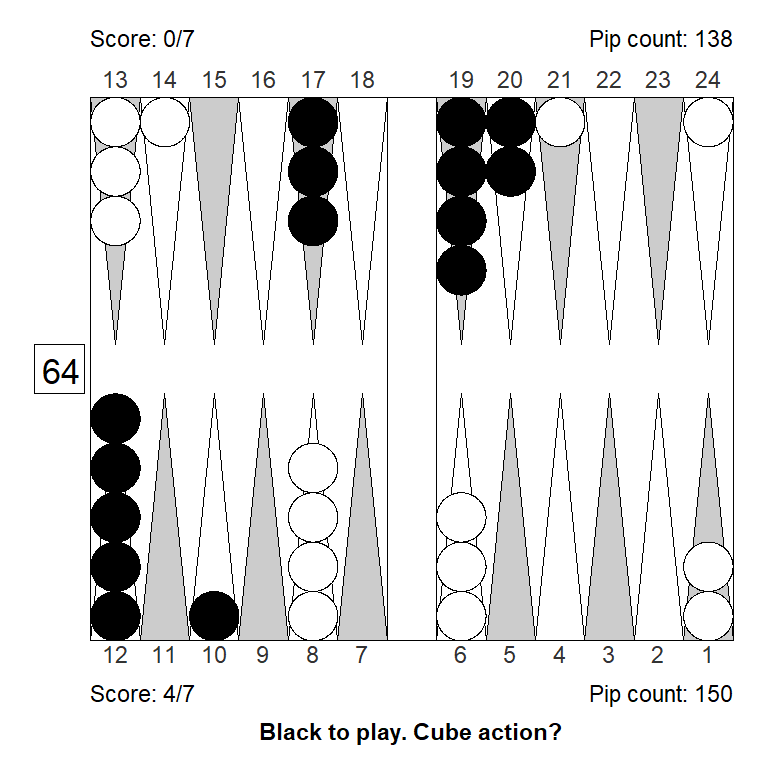 Score: 0/7 Pip count: 138
13 14 15 16 17 18 19 20 21 22 23 24
64
12 11 10 9 8 7 6 5 4 3 2 1
Score: 4/7 Pip count: 150
Black to play. Cube action?